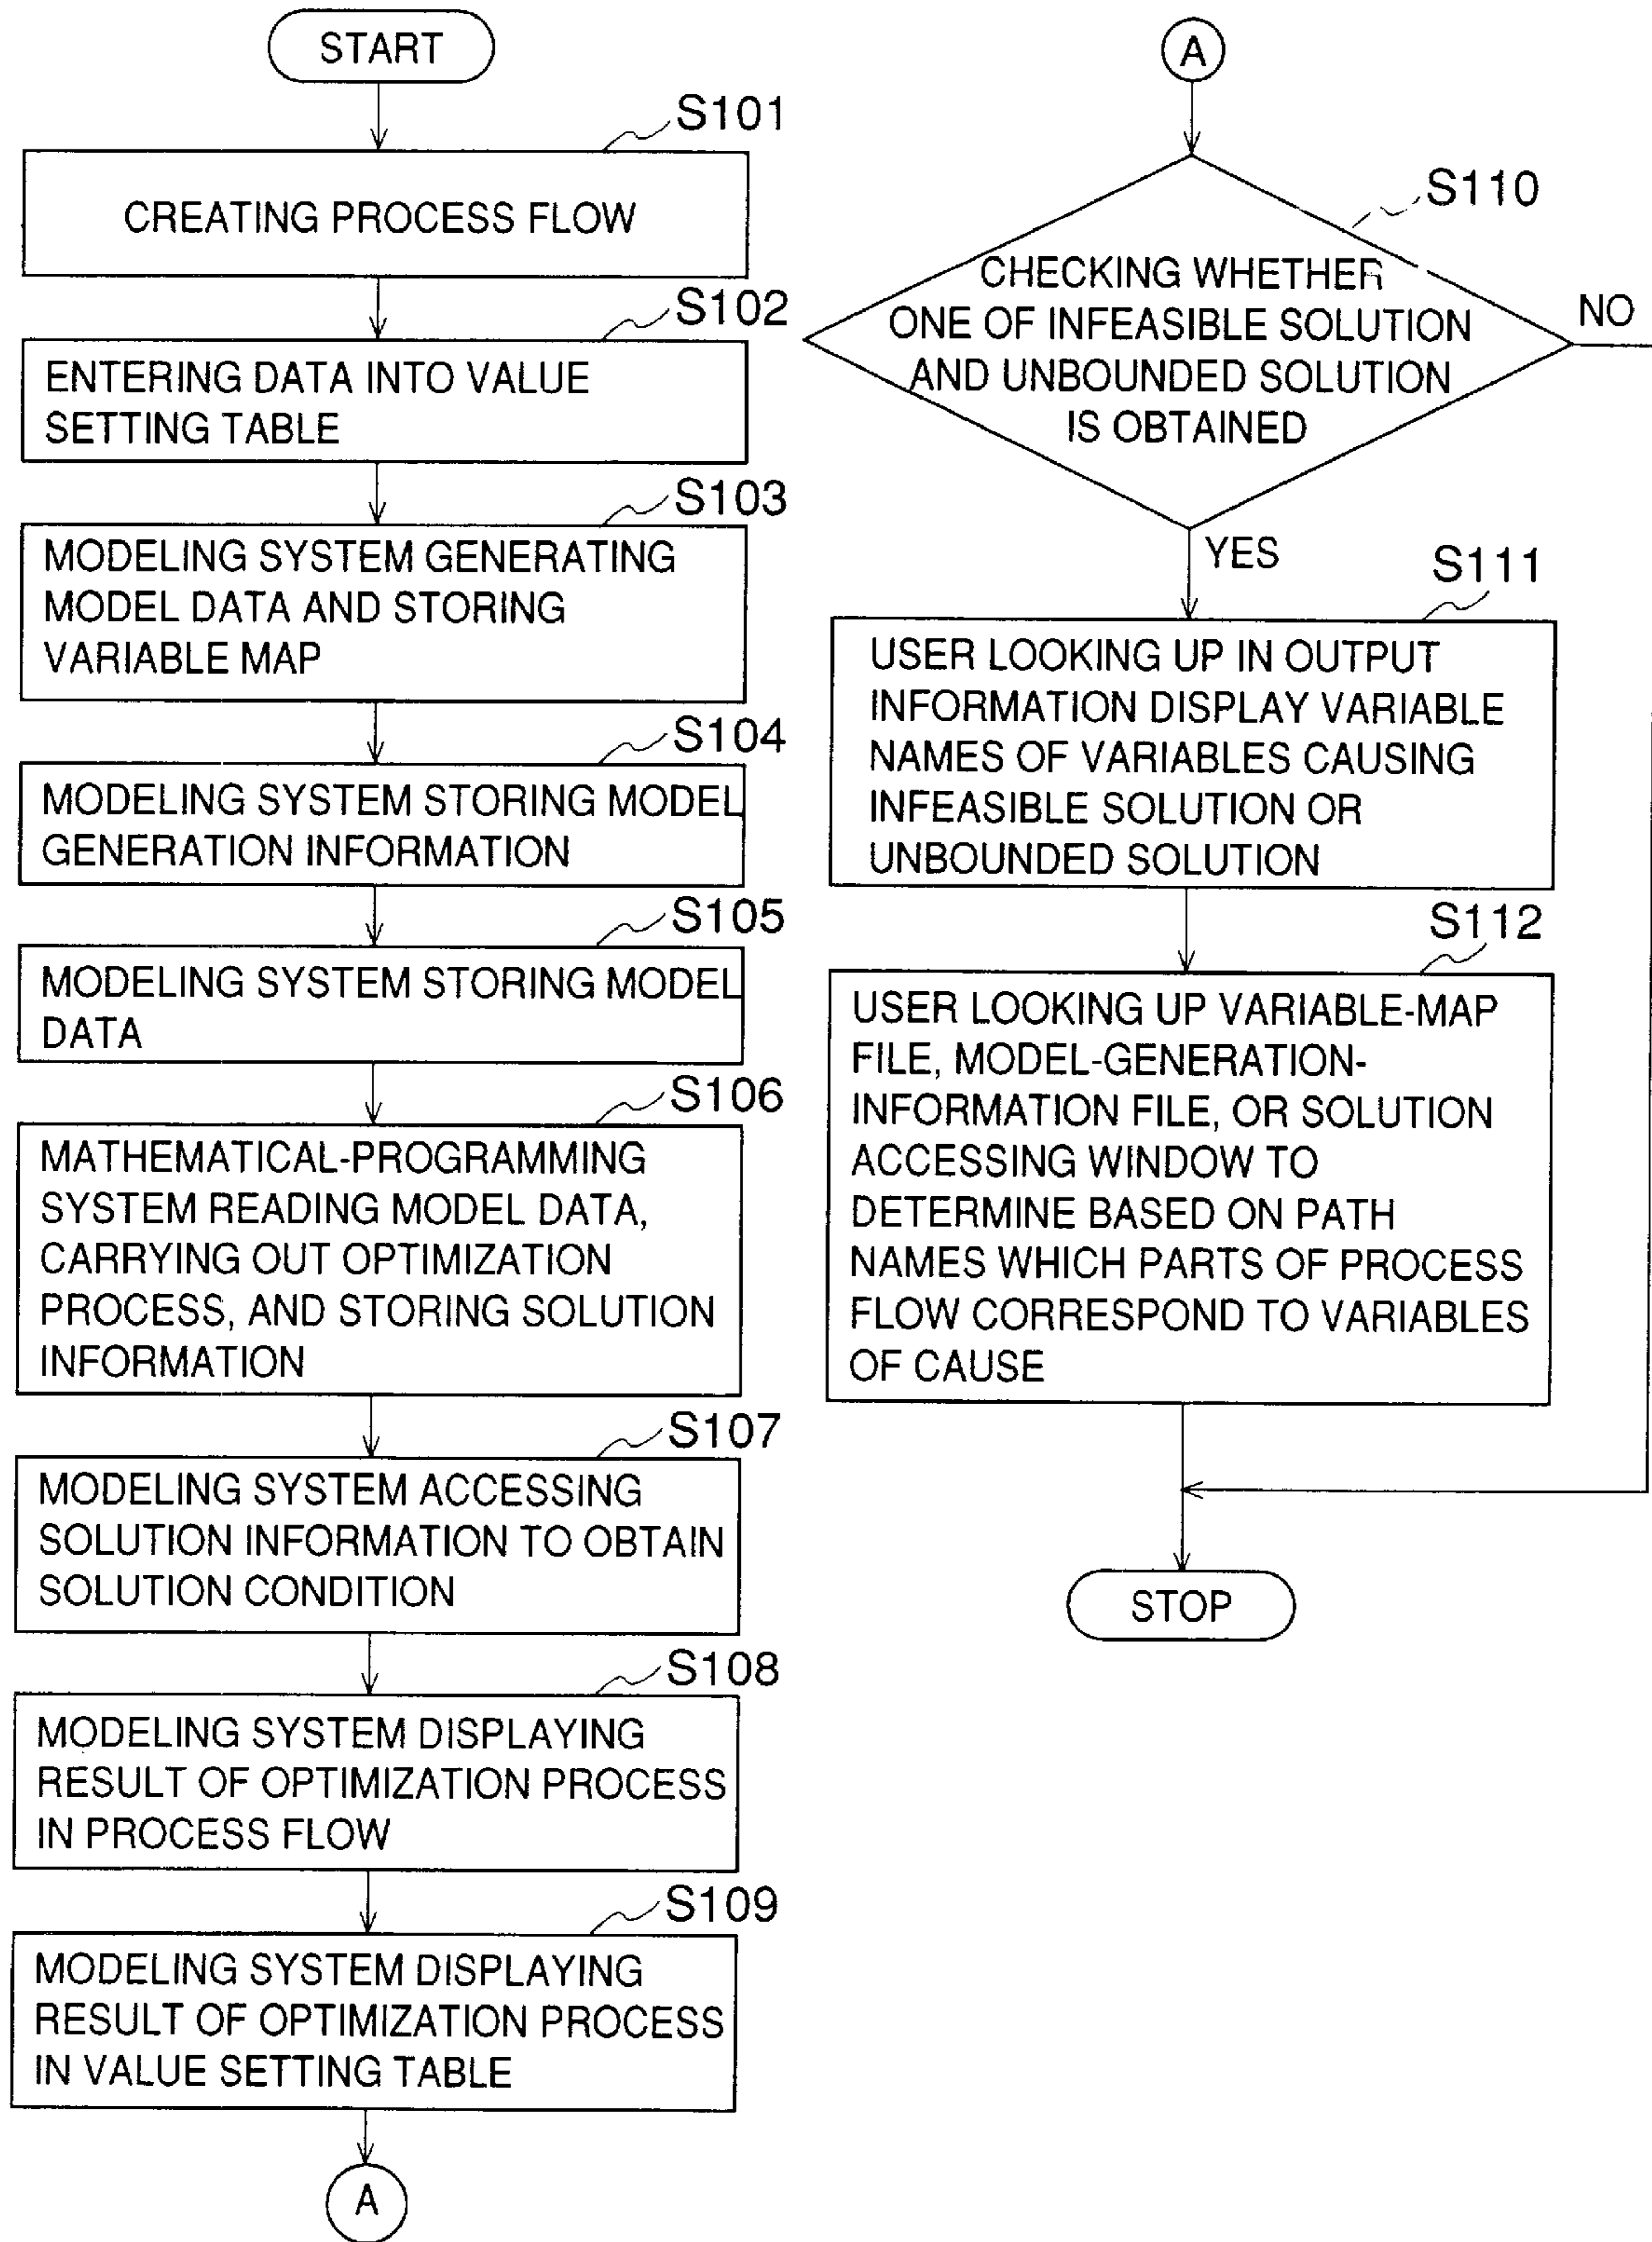 START
S101
CREATING PROCESS FLOW
S102
ENTERING DATA INTO VALUE
SETTING TABLE
S103
MODELING SYSTEM GENERATING
MODEL DATA AND STORING
VARIABLE MAP
S104
MODELING SYSTEM STORING MODEL
GENERATION INFORMATION
S105
MODELING SYSTEM STORING MODEL
DATA
S106
MATHEMATICAL-PROGRAMMING
SYSTEM READING MODEL DATA,
CARRYING OUT OPTIMIZATION
PROCESS, AND STORING SOLUTION
INFORMATION
S107
MODELING SYSTEM ACCESSING
SOLUTION INFORMATION TO OBTAIN
SOLUTION CONDITION
S108
MODELING SYSTEM DISPLAYING
RESULT OF OPTIMIZATION PROCESS
IN PROCESS FLOW
S109
MODELING SYSTEM DISPLAYING
RESULT OF OPTIMIZATION PROCESS
IN VALUE SETTING TABLE
A
A
S110
CHECKING WHETHER
ONE OF INFEASIBLE SOLUTION
AND UNBOUNDED SOLUTION
IS OBTAINED
NO
YES
S111
USER LOOKING UP IN OUTPUT
INFORMATION DISPLAY VARIABLE
NAMES OF VARIABLES CAUSING
INFEASIBLE SOLUTION OR
UNBOUNDED SOLUTION
S112
USER LOOKING UP VARIABLE-MAP
FILE, MODEL-GENERATION-
INFORMATION FILE, OR SOLUTION
ACCESSING WINDOW TO
DETERMINE BASED ON PATH
NAMES WHICH PARTS OF PROCESS
FLOW CORRESPOND TO VARIABLES
OF CAUSE
STOP